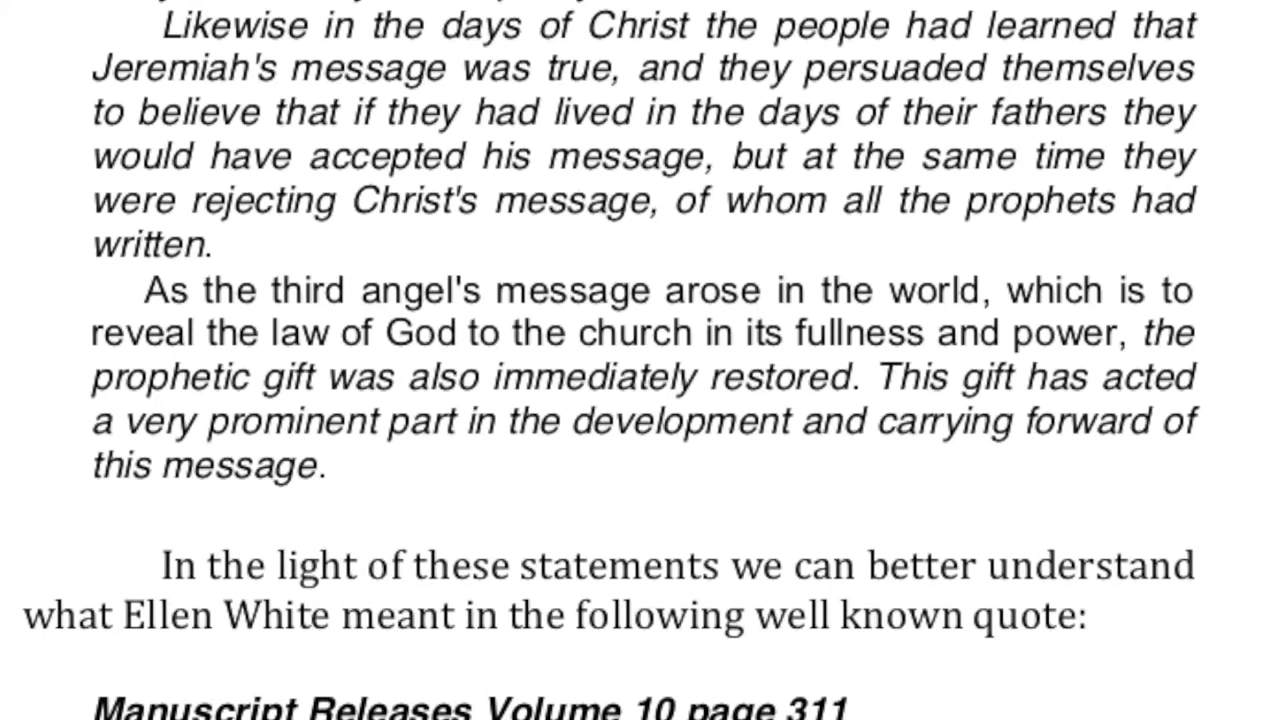 Likewise in the days of Christ the people had learned that
Jeremiah's message was true, and they persuaded themselves
to believe that if they had lived in the days of their fathers they
would have accepted his message, but at the same time they
were rejecting Christ's message, of whom all the prophets had
written.
As the third angel's message arose in the world, which is to
reveal the law of God to the church in its fullness and power, the
prophetic gift was also immediately restored. This gift has acted
a very prominent part in the development and carrying forward of
this message.
In the light of these statements we can better understand
what Ellen White meant in the following well known quote:
Manuscript Releases Volume 10 page 311